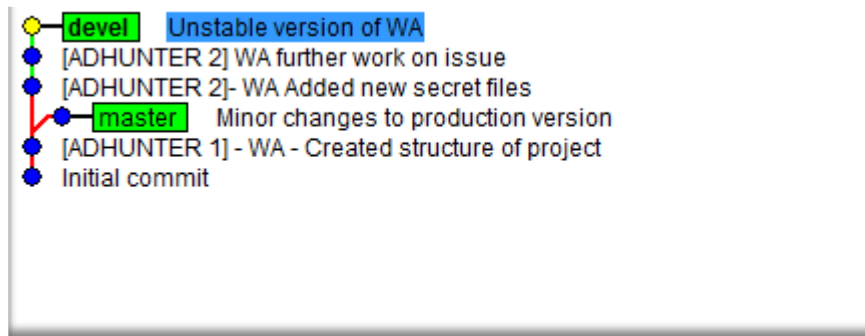 devel Unstable version of WA
[ADHUNTER 2] WA further work on issue
[ADHUNTER 2]- WA Added new secret files
master Minor changes to production version
[ADHUNTER 1] - WA - Created structure of project
Initial commit